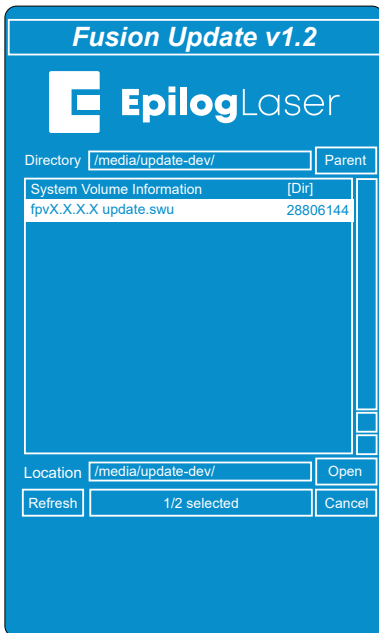 Fusion Update v1.2
EpilogLaser
Directory /media/update-dev/ Parent
System Volume Information [Dir]
fpvX.X.X.X update.swu 28806144
Location /media/update-dev/ Open
Refresh 1/2 selected Cancel